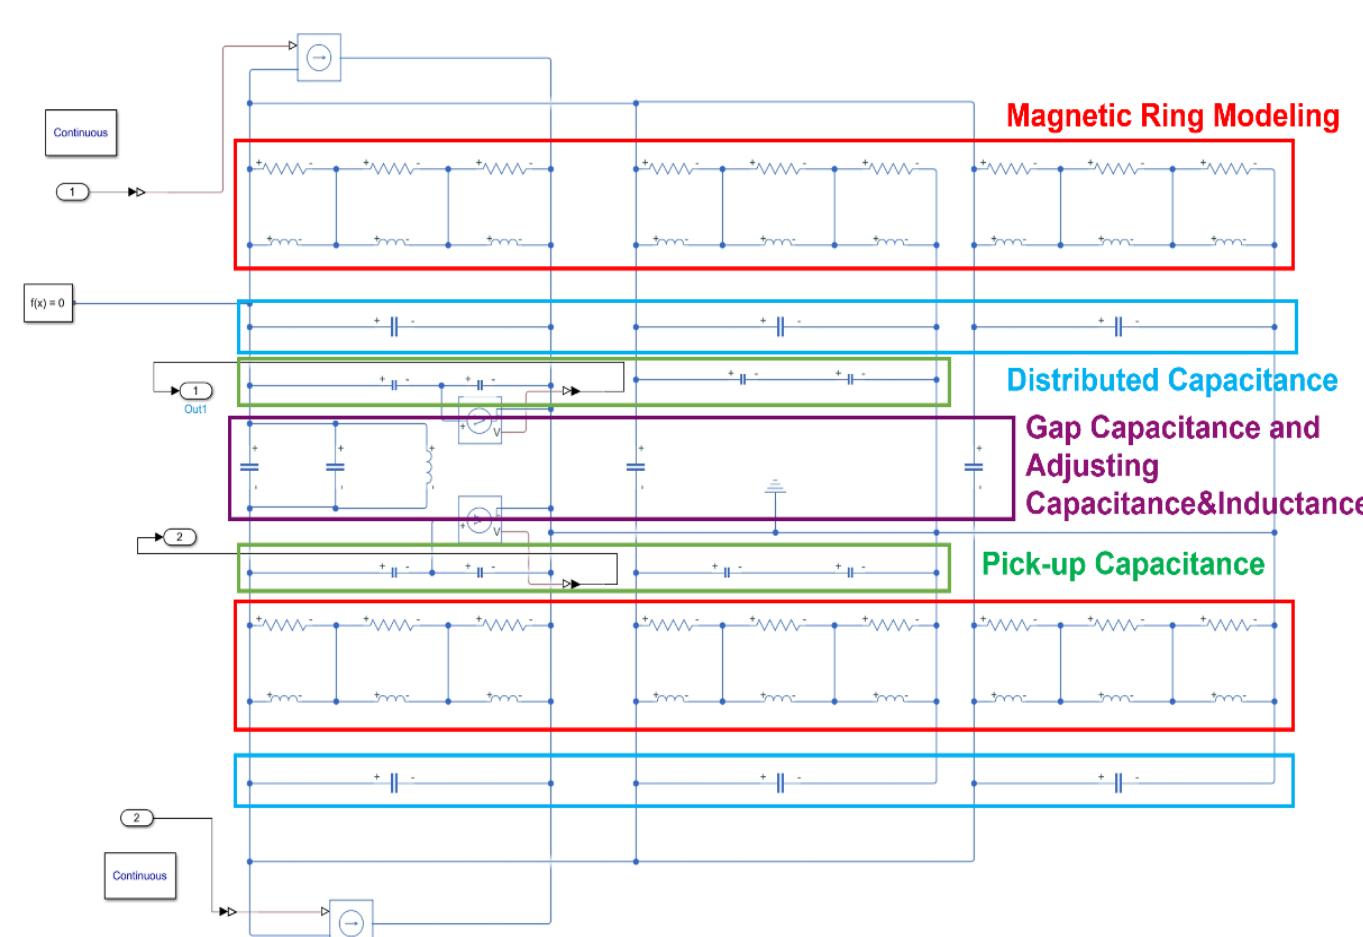 Magnetic Ring Modeling
Continuous
1
f(x) = 0
Distributed Capacitance
1
Out1
Gap Capacitance and
Adjusting
Capacitance&Inductance
V
V
2
Pick-up Capacitance
2
Continuous